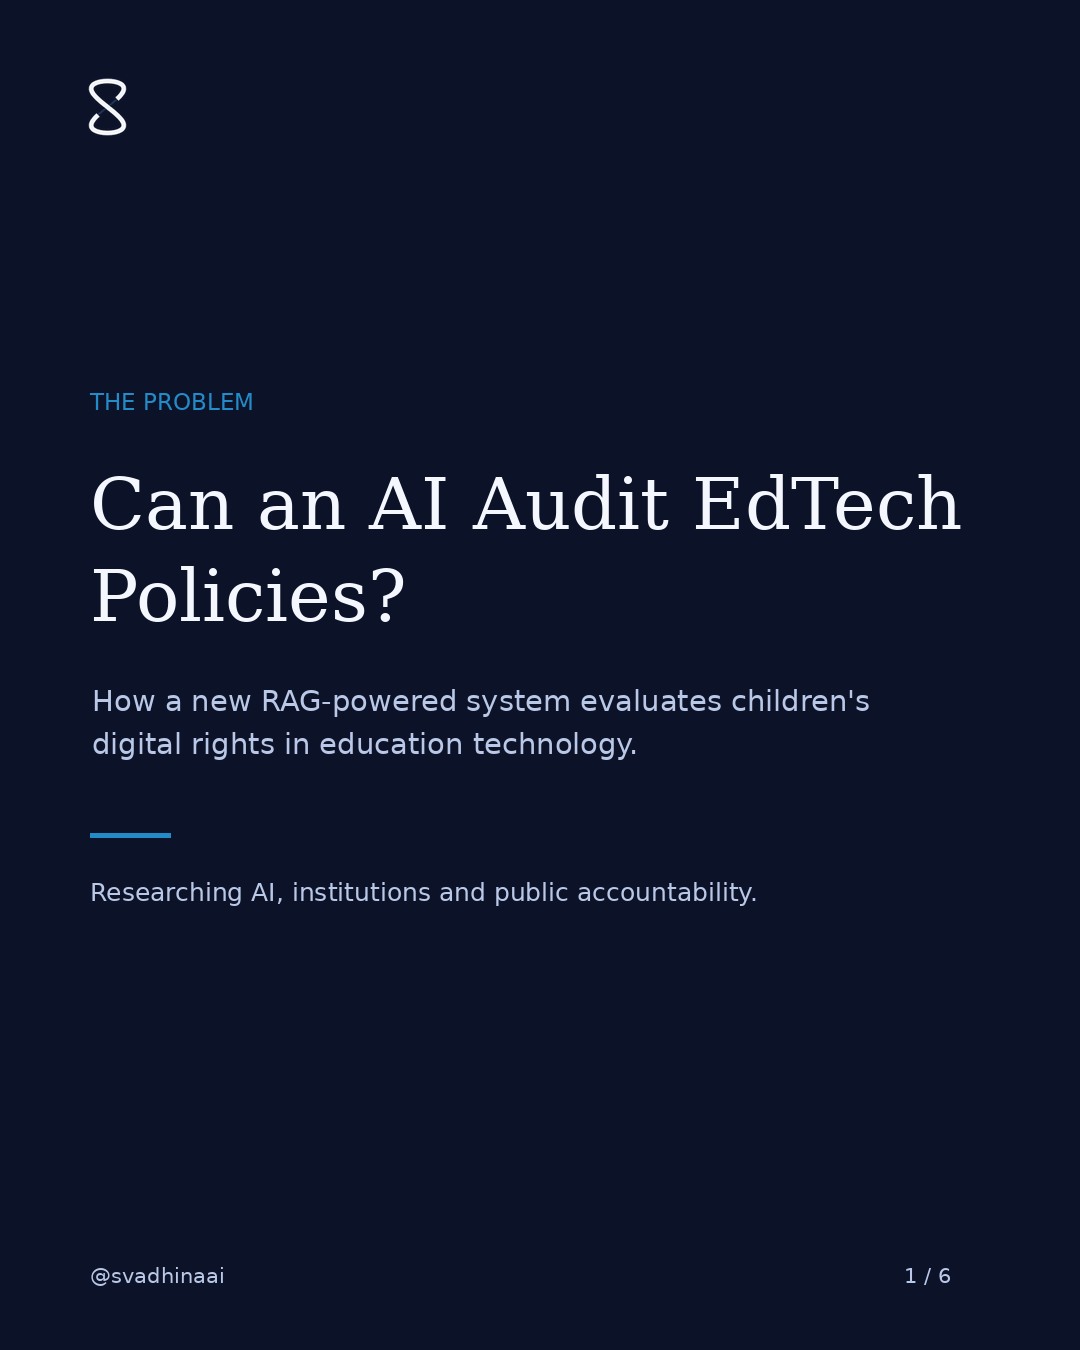 THE PROBLEM
Can an AI Audit EdTech
Policies?
How a new RAG-powered system evaluates children's
digital rights in education technology.
Researching AI, institutions and public accountability.
@svadhinaai
1 / 6